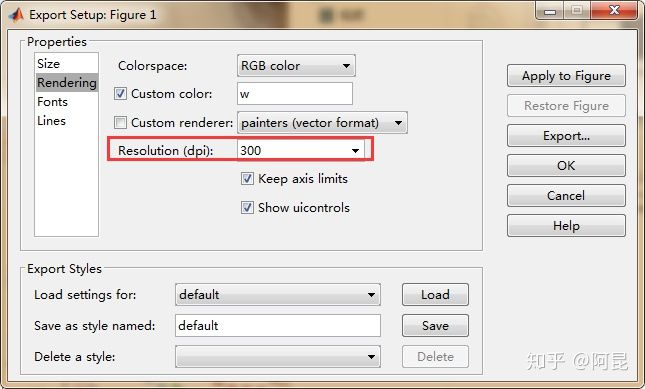 Export Setup: Figure 1
Properties
Size
Rendering
Fonts
Lines
Colorspace: RGB color
Custom color: w
Custom renderer: painters (vector format)
Resolution (dpi): 300
Keep axis limits
Show uicontrols
Apply to Figure
Restore Figure
Export...
OK
Cancel
Help
Export Styles
Load settings for: default Load
Save as style named: default Save
Delete a style: Delete
知乎 @阿昆